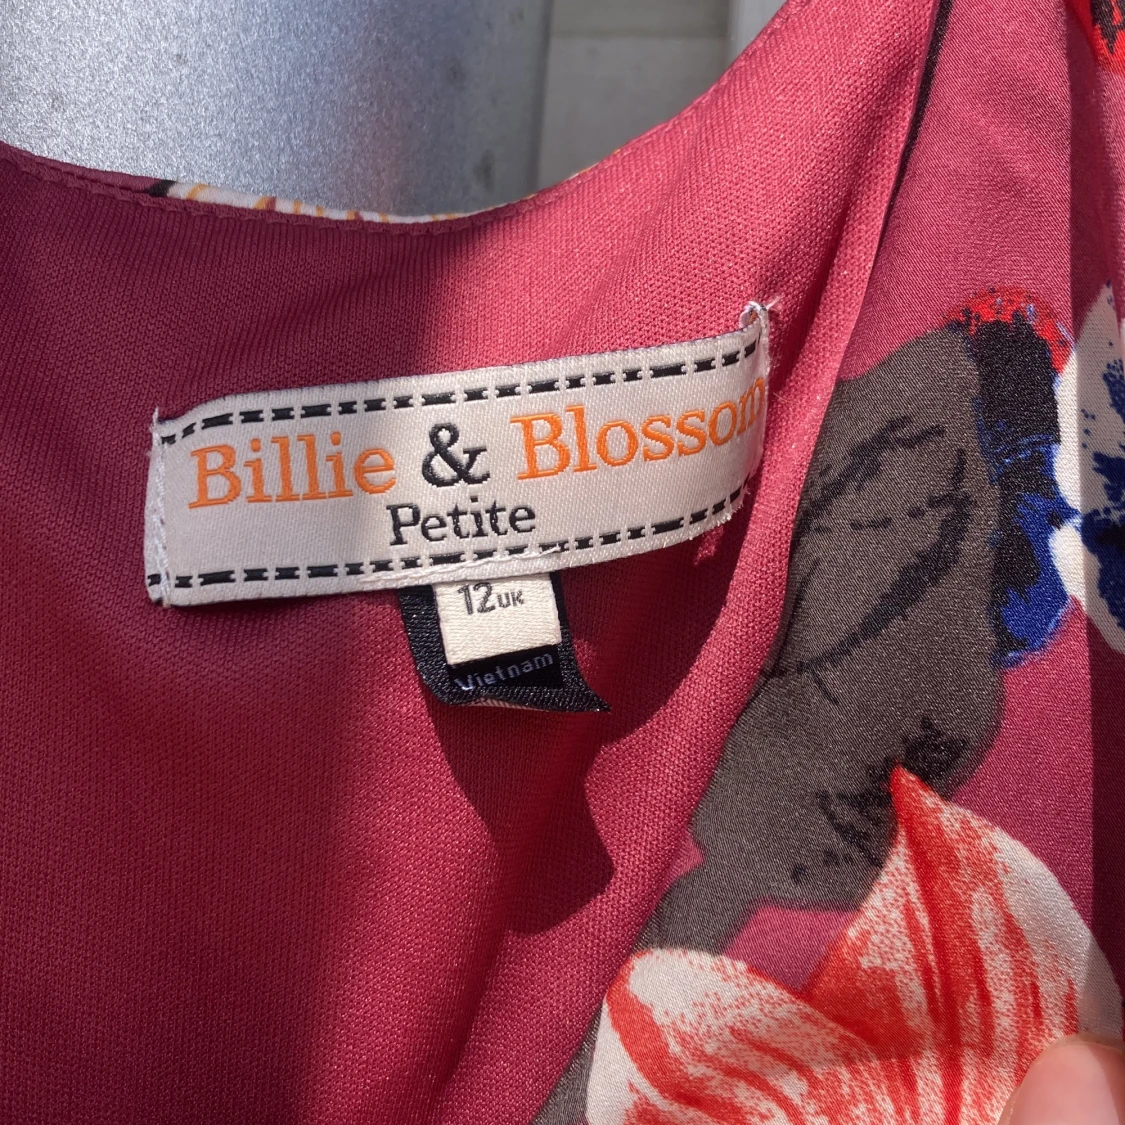 Billie & Blossom
Petite
12UK
Vietnam